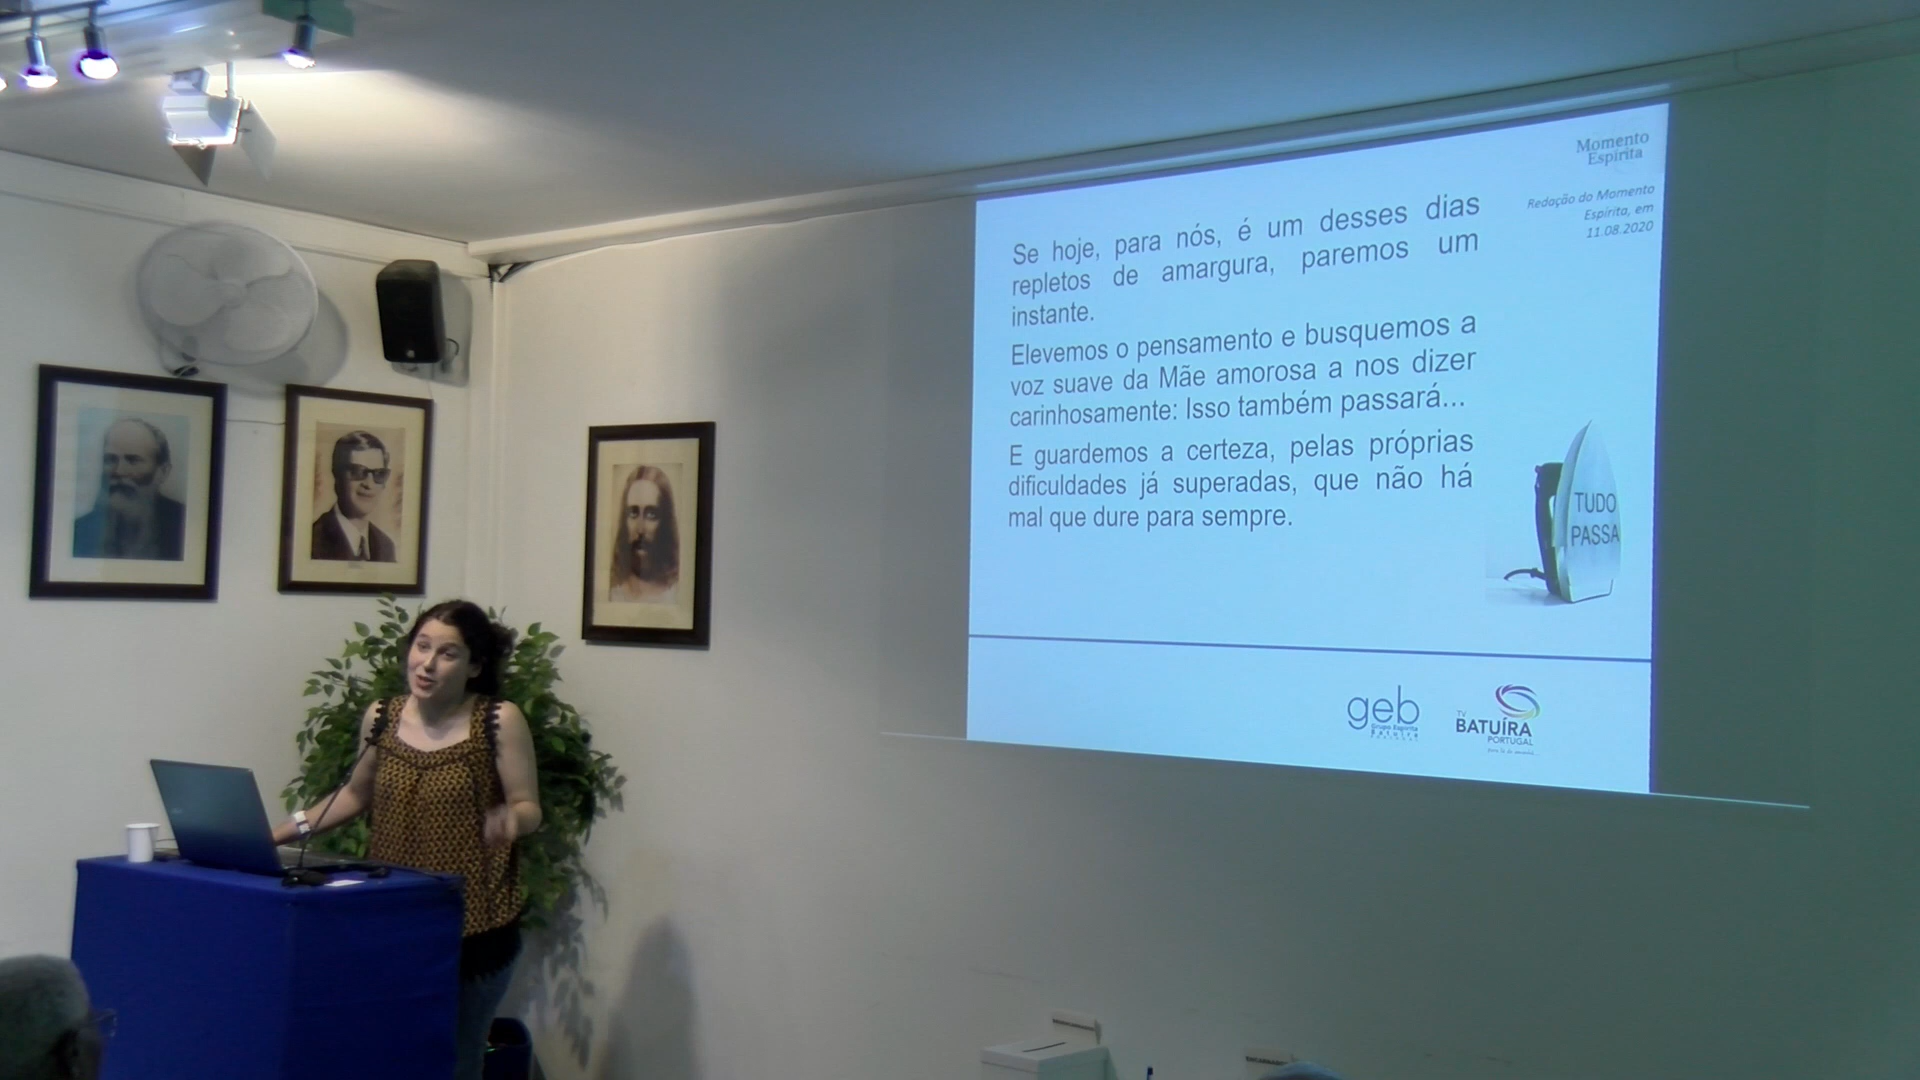 Momento
Espírita
Redação do Momento
Espírita, em
11.08.2020
Se hoje, para nós, é um desses dias
repletos de amargura, paremos um
instante.
Elevemos o pensamento e busquemos a
voz suave da Mãe amorosa a nos dizer
carinhosamente: Isso também passará...
E guardemos a certeza, pelas próprias
dificuldades já superadas, que não há
mal que dure para sempre.
TUDO
PASSA
geb
Grupo Espírita
Batuíra
TV
BATUÍRA
PORTUGAL